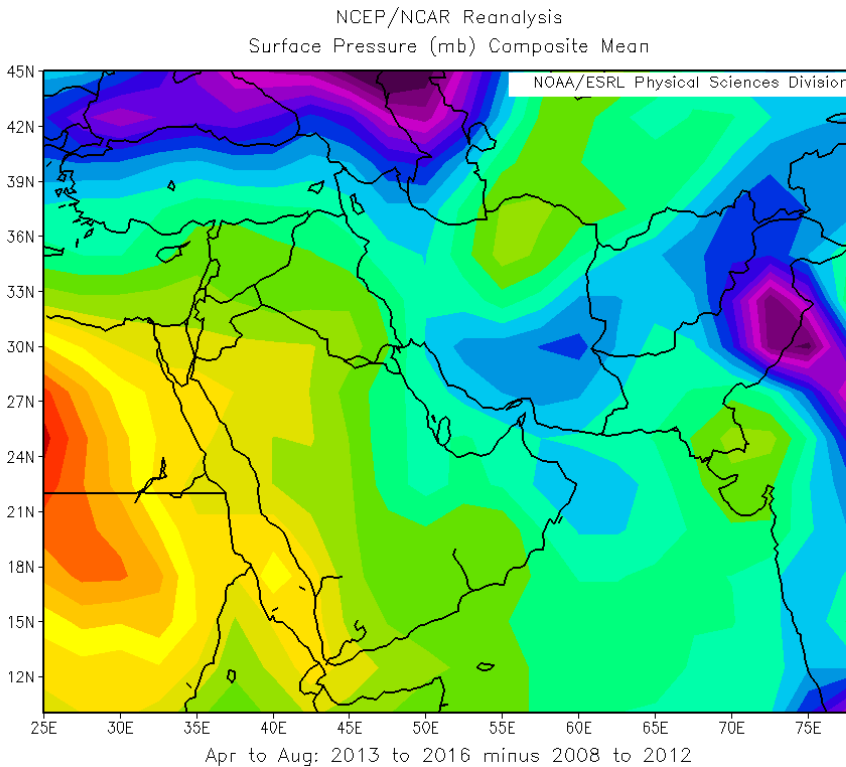 NCEP/NCAR Reanalysis
Surface Pressure (mb) Composite Mean
NOAA/ESRL Physical Sciences Division
45N
42N
39N
36N
33N
30N
27N
24N
21N
18N
15N
12N
25E 30E 35E 40E 45E 50E 55E 60E 65E 70E 75E
Apr to Aug: 2013 to 2016 minus 2008 to 2012